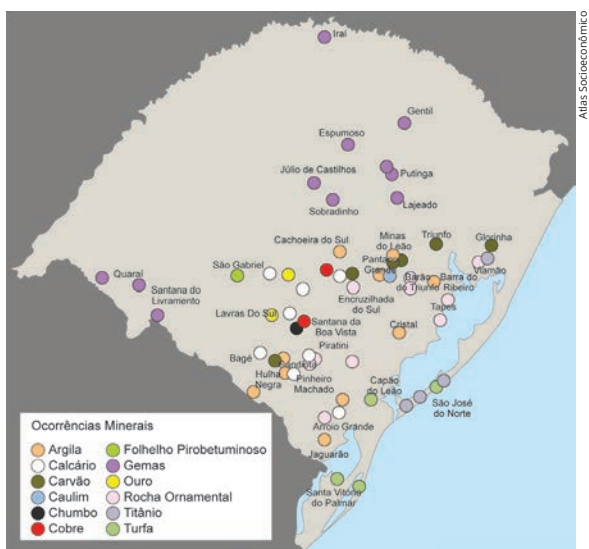 Atlas Socioeconômico
Iraí
Gentil
Espumoso
Júlio de Castilhos
Putinga
Sobradinho
Lajeado
Cachoeira do Sul
Minas
do Leão
Triunfo
Glorinha
São Gabriel
Pantano
Grande
Barão
do Triunfo
Barra do
Ribeiro
Viamão
Quaraí
Santana do
Livramento
Encruzilhada
do Sul
Tapes
Lavras Do Sul
Santana da
Boa Vista
Cristal
Piratini
Bagé
Candiota
Hulha
Negra
Pinheiro
Machado
Capão
do Leão
São José
do Norte
Arroio Grande
Jaguarão
Santa Vitória
do Palmar
Ocorrências Minerais
Argila
Calcário
Carvão
Caulim
Chumbo
Cobre
Folhelho Pirobetuminoso
Gemas
Ouro
Rocha Ornamental
Titânio
Turfa